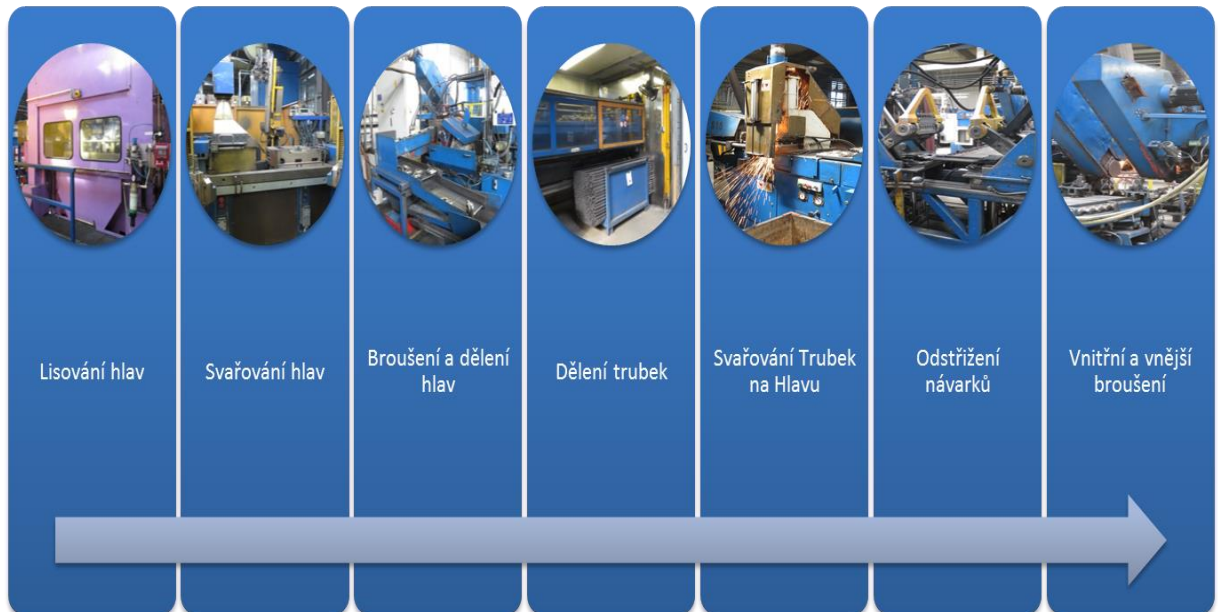 Lisování hlav
Svařování hlav
Broušení a dělení
hlav
Dělení trubek
Svařování Trubek
na Hlavu
Odstřižení
návarků
Vnitřní a vnější
broušení